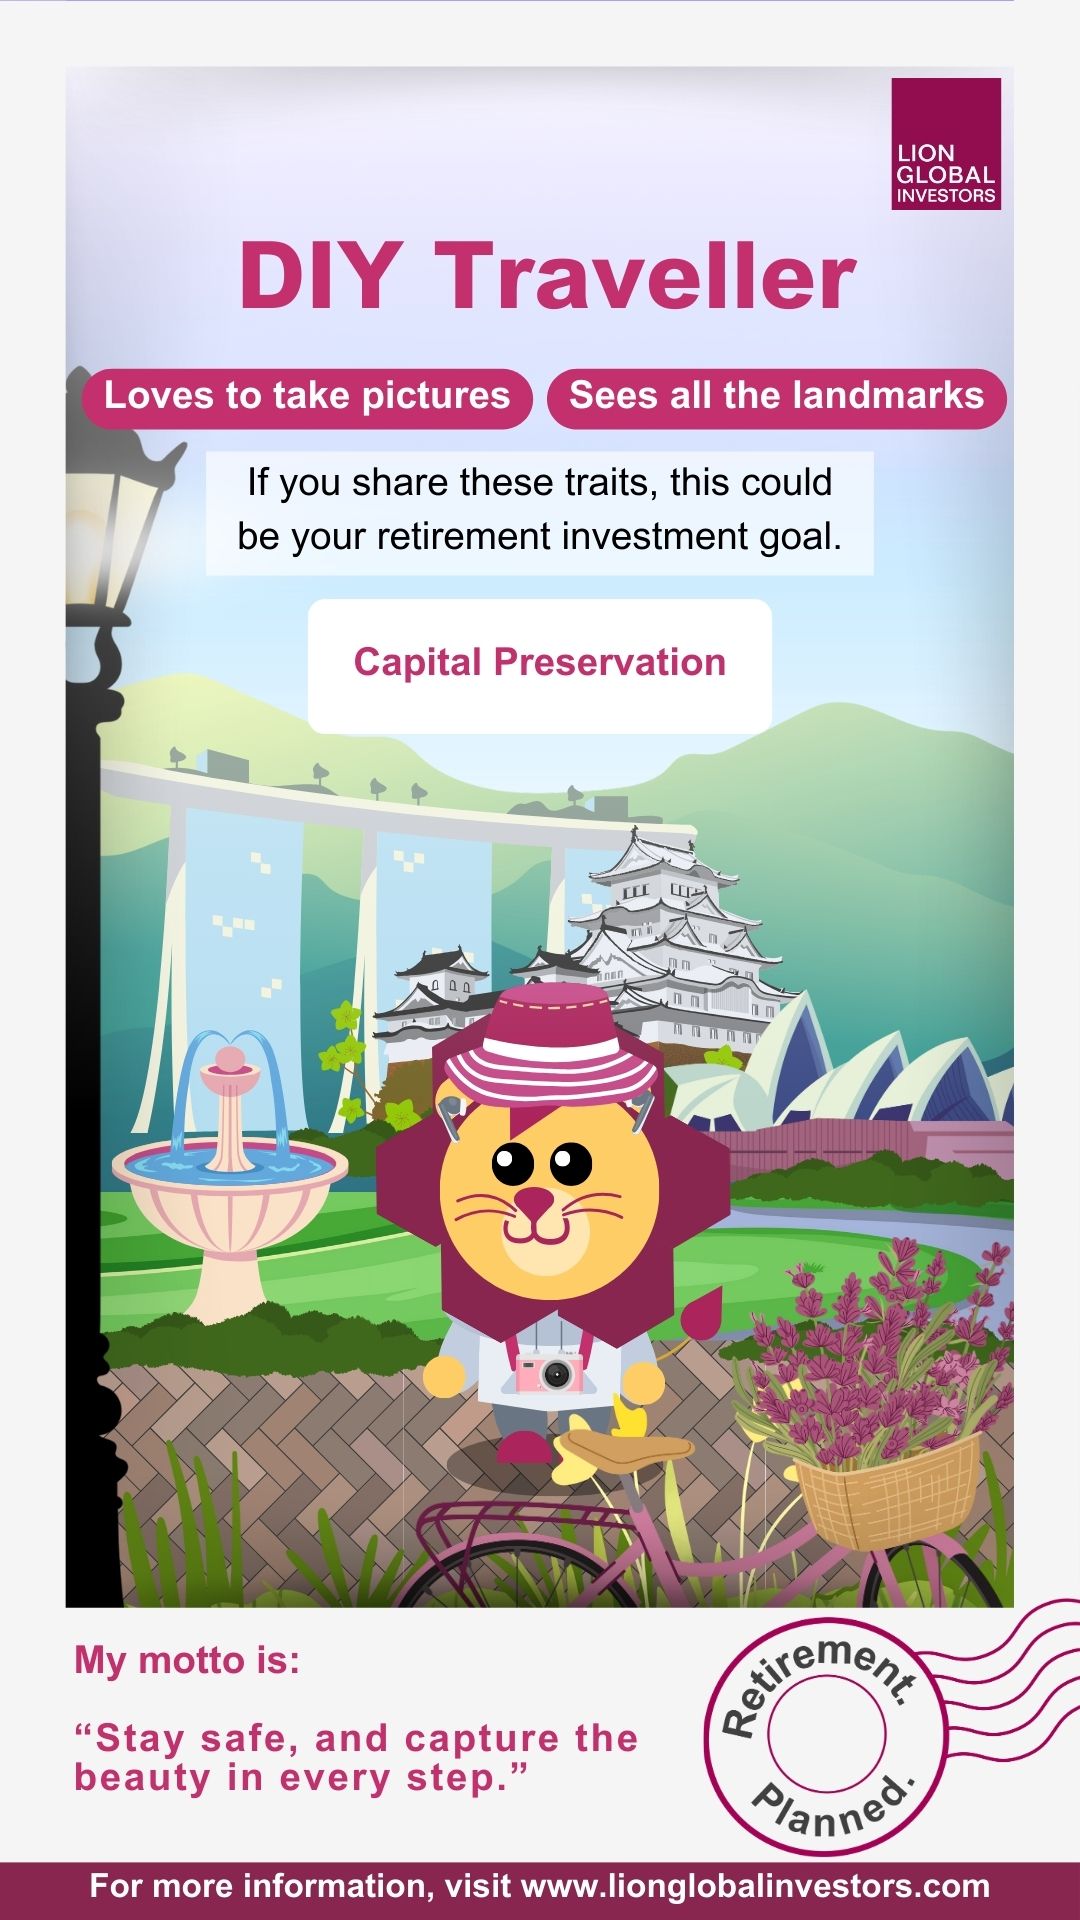 LION
GLOBAL
INVESTORS
DIY Traveller
Loves to take pictures
Sees all the landmarks
If you share these traits, this could
be your retirement investment goal.
Capital Preservation
My motto is:
“Stay safe, and capture the
beauty in every step.”
Retirement.
Planned.
For more information, visit www.lionglobalinvestors.com